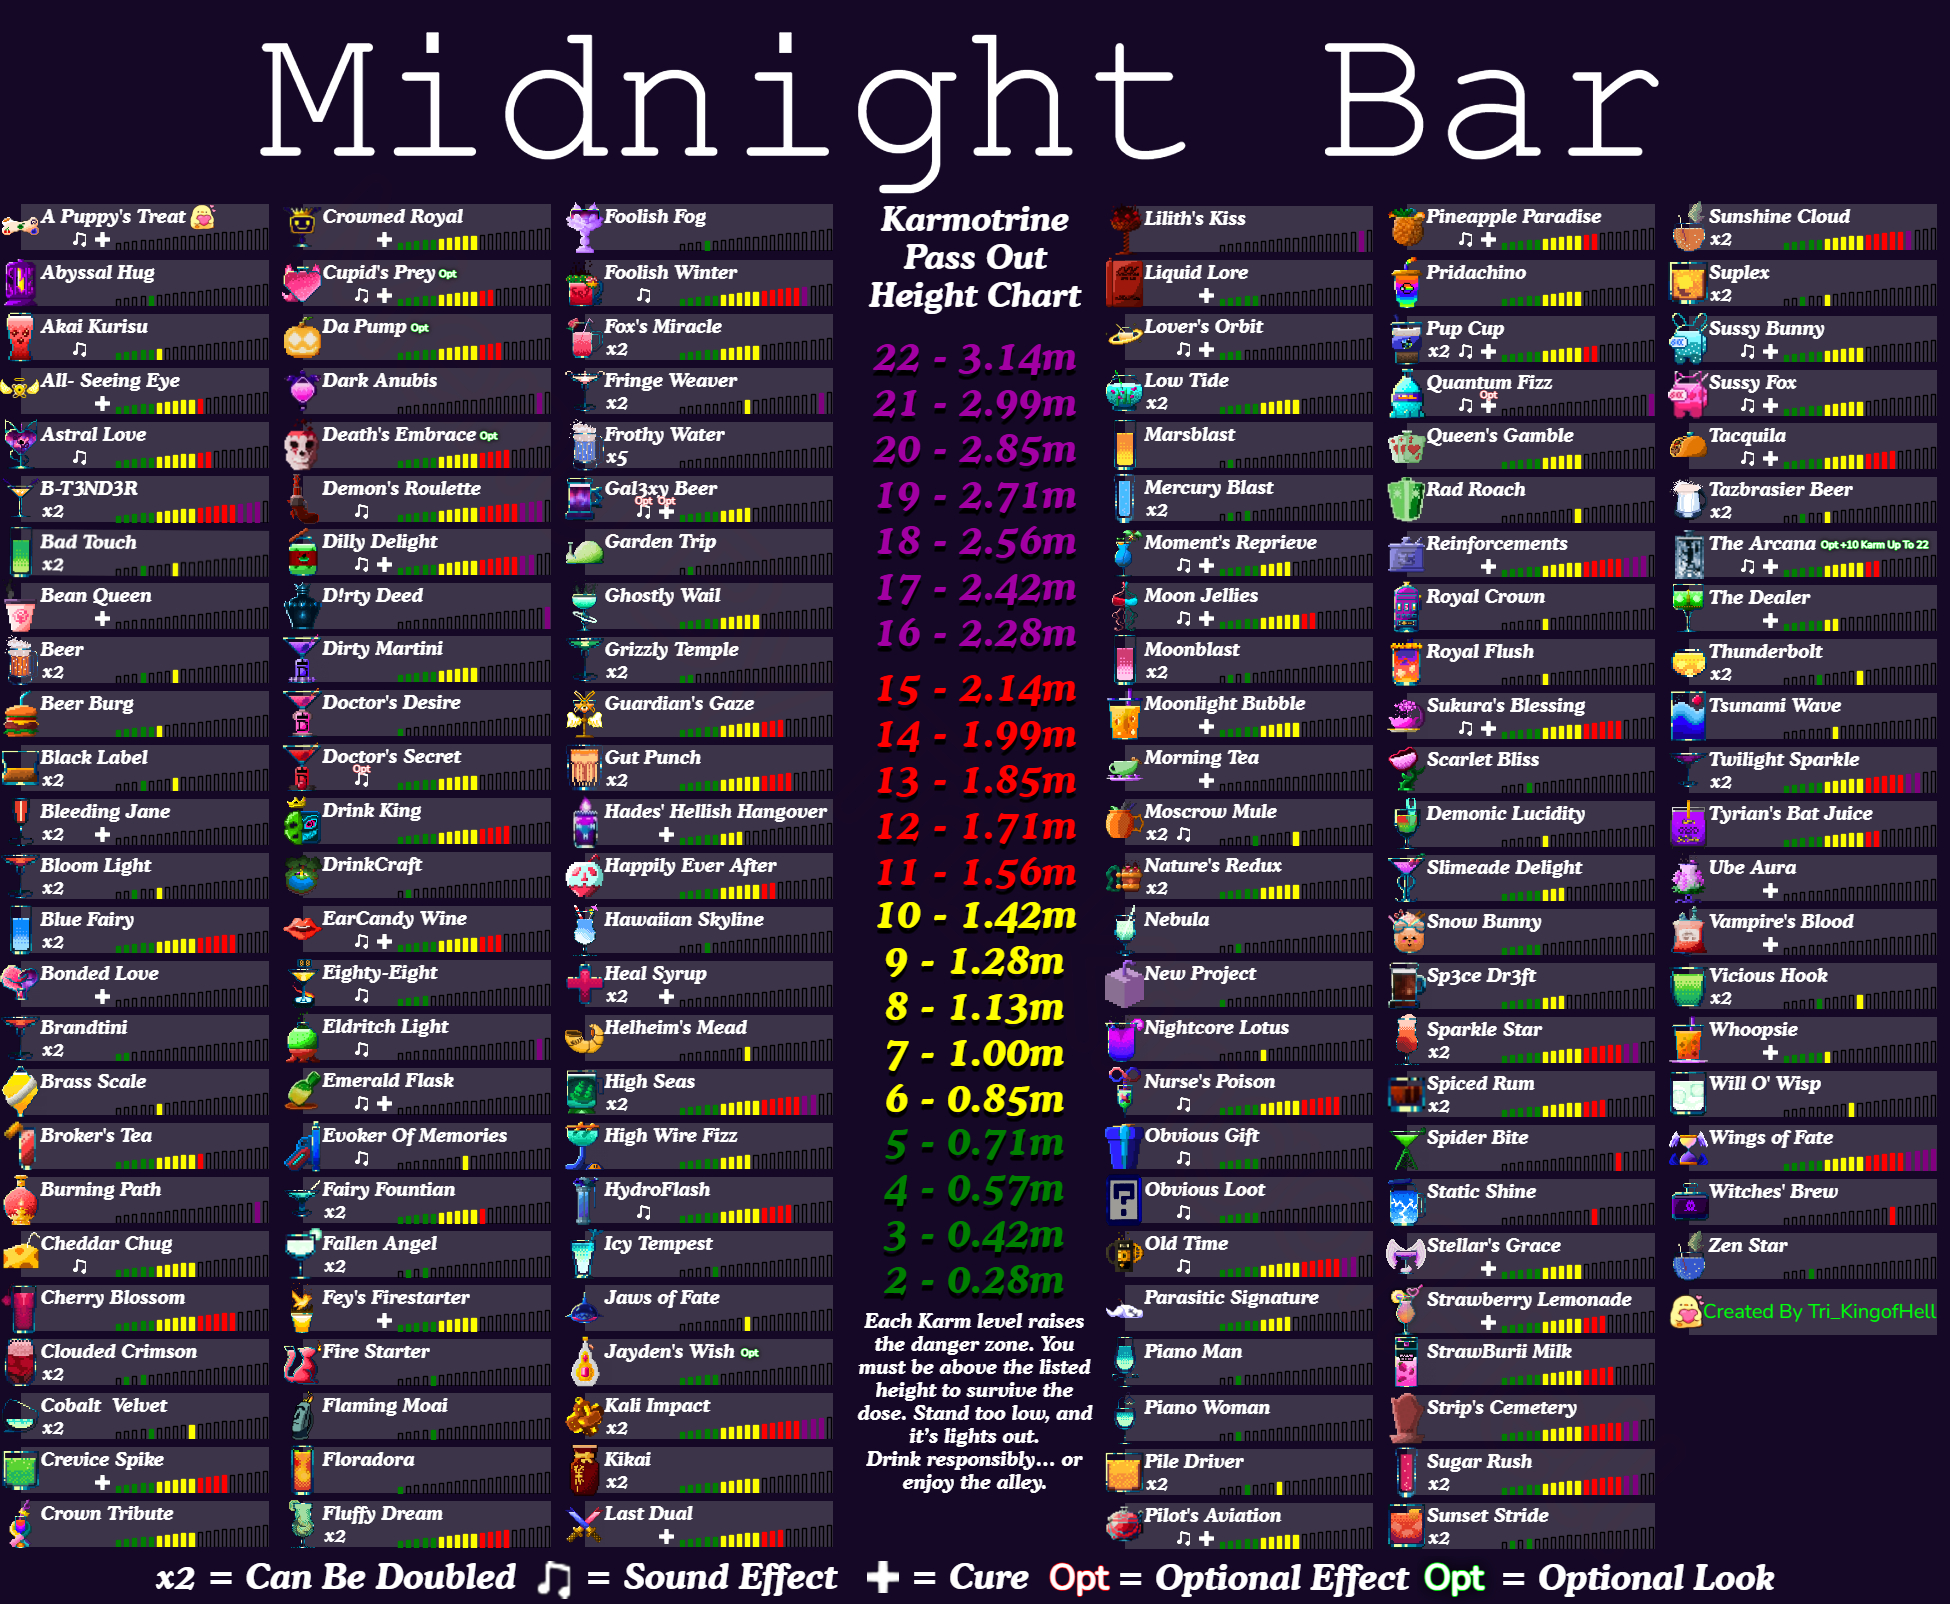 Midnight Bar
A Puppy's Treat
Abyssal Hug
Akai Kurisu
All- Seeing Eye
Astral Love
B-T3ND3R
x2
Bad Touch
x2
Bean Queen
Beer
x2
Beer Burg
Black Label
x2
Bleeding Jane
x2
Bloom Light
x2
Blue Fairy
x2
Bonded Love
Brandtini
x2
Brass Scale
Broker's Tea
Burning Path
Cheddar Chug
Cherry Blossom
Clouded Crimson
x2
Cobalt Velvet
x2
Crevice Spike
Crown Tribute
Crowned Royal
Cupid's Prey Opt
Da Pump Opt
Dark Anubis
Death's Embrace Opt
Demon's Roulette
Dilly Delight
D!rty Deed
Dirty Martini
Doctor's Desire
Doctor's Secret
Opt
Drink King
DrinkCraft
EarCandy Wine
Eighty-Eight
Eldritch Light
Emerald Flask
Evoker Of Memories
Fairy Fountian
x2
Fallen Angel
x2
Fey's Firestarter
Fire Starter
Flaming Moai
Floradora
Fluffy Dream
x2
Foolish Fog
Foolish Winter
Fox's Miracle
x2
Fringe Weaver
x2
Frothy Water
x5
Gal3xy Beer
Opt Opt
Garden Trip
Ghostly Wail
Grizzly Temple
x2
Guardian's Gaze
Gut Punch
x2
Hades' Hellish Hangover
Happily Ever After
Hawaiian Skyline
Heal Syrup
x2
Helheim's Mead
High Seas
x2
High Wire Fizz
HydroFlash
Icy Tempest
Jaws of Fate
Jayden's Wish Opt
Kali Impact
x2
Kikai
x2
Last Dual
Karmotrine
Pass Out
Height Chart
22 - 3.14m
21 - 2.99m
20 - 2.85m
19 - 2.71m
18 - 2.56m
17 - 2.42m
16 - 2.28m
15 - 2.14m
14 - 1.99m
13 - 1.85m
12 - 1.71m
11 - 1.56m
10 - 1.42m
9 - 1.28m
8 - 1.13m
7 - 1.00m
6 - 0.85m
5 - 0.71m
4 - 0.57m
3 - 0.42m
2 - 0.28m
Each Karm level raises
the danger zone. You
must be above the listed
height to survive the
dose. Stand too low, and
it's lights out.
Drink responsibly... or
enjoy the alley.
Lilith's Kiss
Liquid Lore
Lover's Orbit
Low Tide
x2
Marsblast
Mercury Blast
x2
Moment's Reprieve
Moon Jellies
Moonblast
x2
Moonlight Bubble
Morning Tea
Moscrow Mule
x2
Nature's Redux
x2
Nebula
New Project
Nightcore Lotus
Nurse's Poison
Obvious Gift
Obvious Loot
?
Old Time
Parasitic Signature
Piano Man
Piano Woman
Pile Driver
x2
Pilot's Aviation
Pineapple Paradise
Pridachino
Pup Cup
x2
Quantum Fizz
Opt
Queen's Gamble
Rad Roach
Reinforcements
Royal Crown
Royal Flush
Sukura's Blessing
Scarlet Bliss
Demonic Lucidity
Slimeade Delight
Snow Bunny
Sp3ce Dr3ft
Sparkle Star
x2
Spiced Rum
x2
Spider Bite
Static Shine
Stellar's Grace
Strawberry Lemonade
StrawBurii Milk
Strip's Cemetery
Sugar Rush
x2
Sunset Stride
x2
Sunshine Cloud
x2
Suplex
x2
Sussy Bunny
Sussy Fox
Tacquila
Tazbrasier Beer
x2
The Arcana Opt +10 Karm Up To 22
The Dealer
Thunderbolt
x2
Tsunami Wave
Twilight Sparkle
x2
Tyrian's Bat Juice
Ube Aura
Vampire's Blood
Vicious Hook
x2
Whoopsie
Will O' Wisp
Wings of Fate
Witches' Brew
Zen Star
Created By Tri_KingofHell
x2 = Can Be Doubled ♫ = Sound Effect + = Cure Opt = Optional Effect Opt = Optional Look